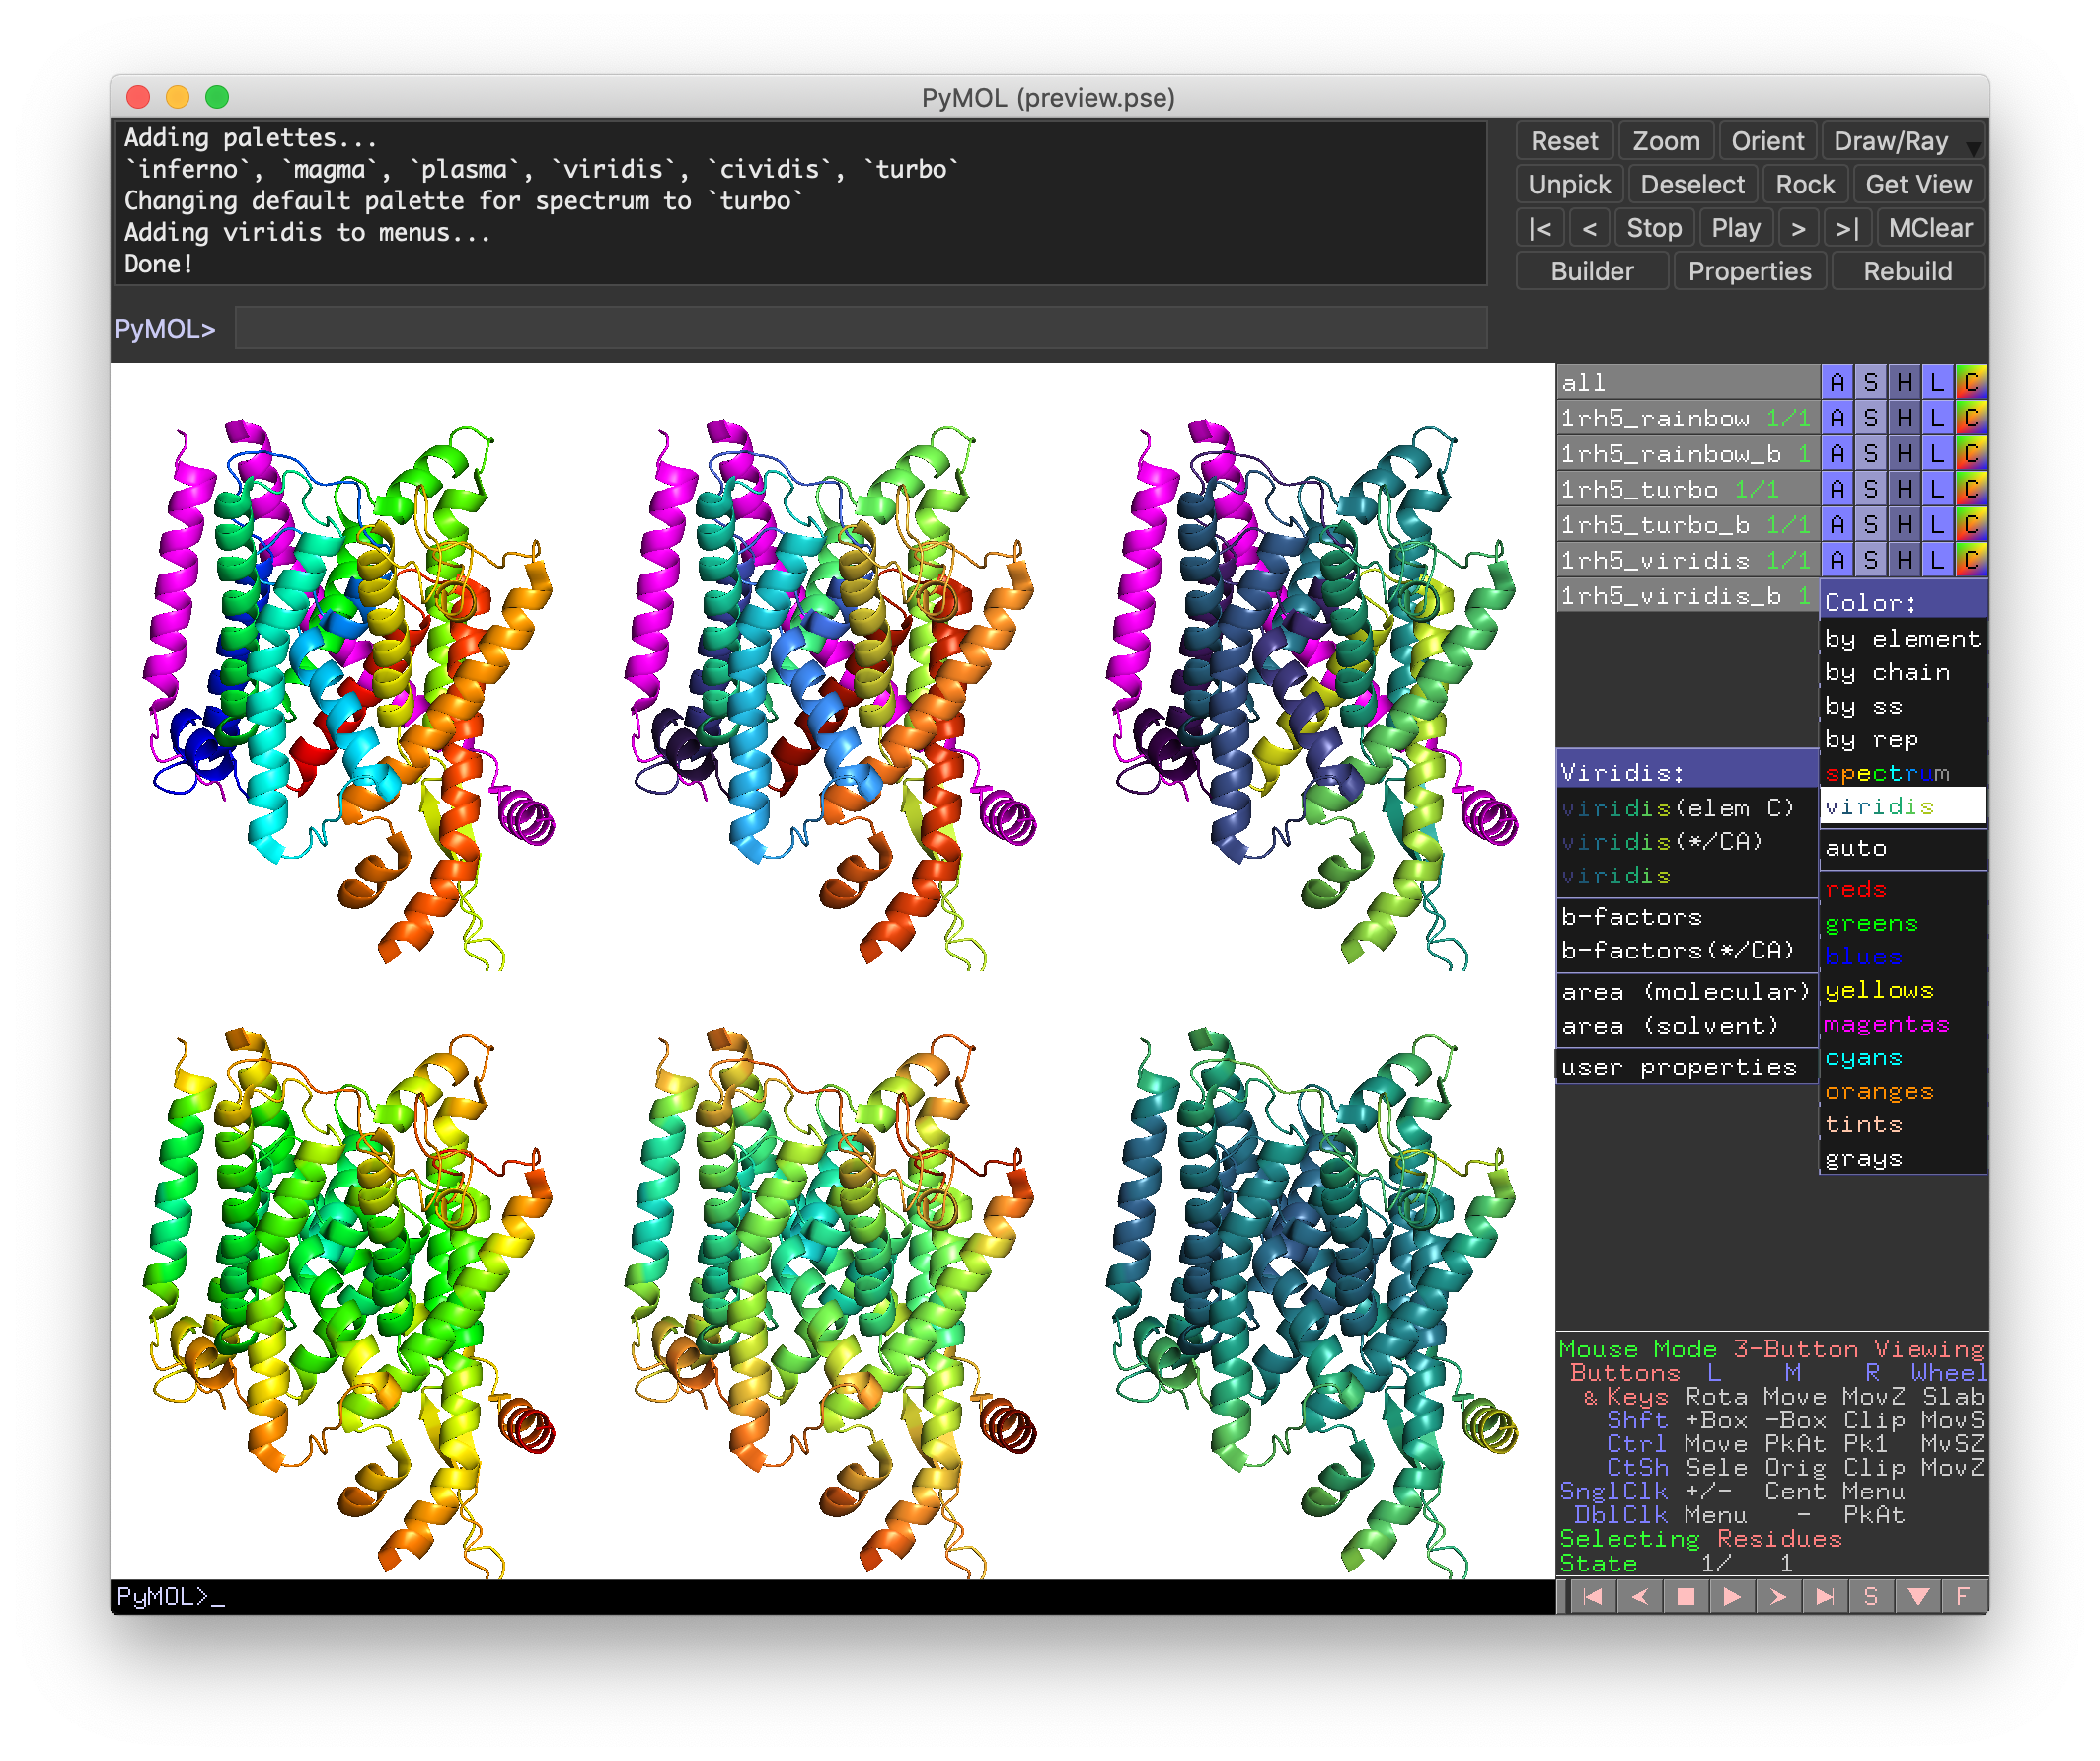 PyMOL (preview.pse)
Adding palettes...
`inferno`, `magma`, `plasma`, `viridis`, `cividis`, `turbo`
Changing default palette for spectrum to `turbo`
Adding viridis to menus...
Done!
Reset Zoom Orient Draw/Ray
Unpick Deselect Rock Get View
|< < Stop Play > >| MClear
Builder Properties Rebuild
PyMOL>
all A S H L C
1rh5_rainbow 1/1 A S H L C
1rh5_rainbow_b 1 A S H L C
1rh5_turbo 1/1 A S H L C
1rh5_turbo_b 1/1 A S H L C
1rh5_viridis 1/1 A S H L C
1rh5_viridis_b 1
Color:
by element
by chain
by ss
by rep
spectrum
viridis
auto
reds
greens
blues
yellows
magentas
cyans
oranges
tints
grays
Viridis:
viridis(elem C)
viridis(*/CA)
viridis
b-factors
b-factors(*/CA)
area (molecular)
area (solvent)
user properties
Mouse Mode 3-Button Viewing
Buttons L M R Wheel
& Keys Rota Move MovZ Slab
Shft +Box -Box Clip MovS
Ctrl Move PkAt Pk1 MvSZ
CtSh Sele Orig Clip MovZ
SnglClk +/- Cent Menu
DblClk Menu - PkAt
Selecting Residues
State 1/ 1
PyMOL>_
S F